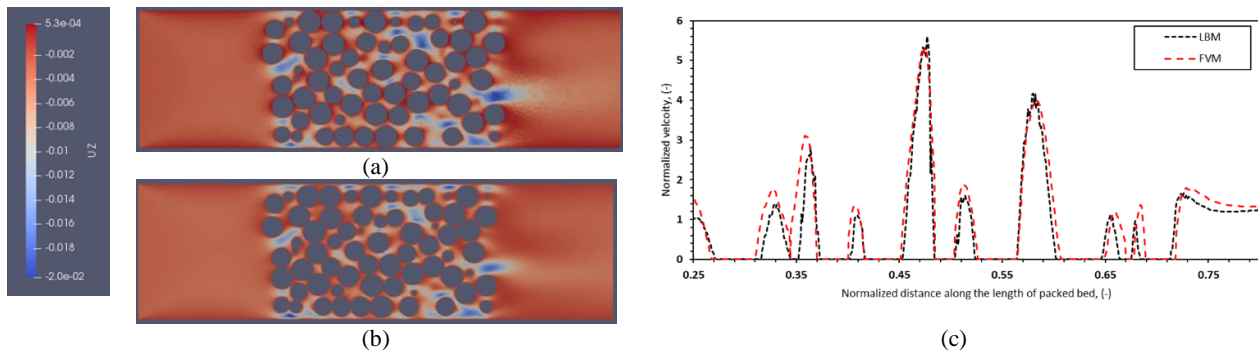 5.3e-04
-0.002
-0.004
-0.006
-0.008
-0.01
-0.012
-0.014
-0.016
-0.018
-2.0e-02
UZ
(a)
(b)
6
5
4
3
2
1
0
Normalized velcoity, (-)
LBM
FVM
0.25
0.35
0.45
0.55
0.65
0.75
Normalized distance along the length of packed bed, (-)
(c)